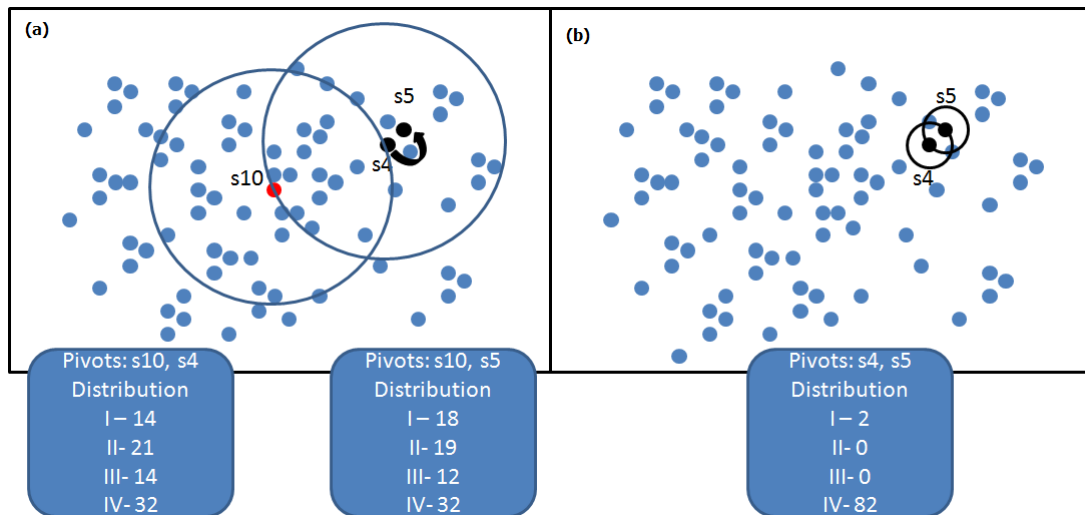 (a)
s5
s4
s10
(b)
s5
s4
Pivots: s10, s4
Distribution
I – 14
II- 21
III- 14
IV- 32
Pivots: s10, s5
Distribution
I – 18
II- 19
III- 12
IV- 32
Pivots: s4, s5
Distribution
I – 2
II- 0
III- 0
IV- 82